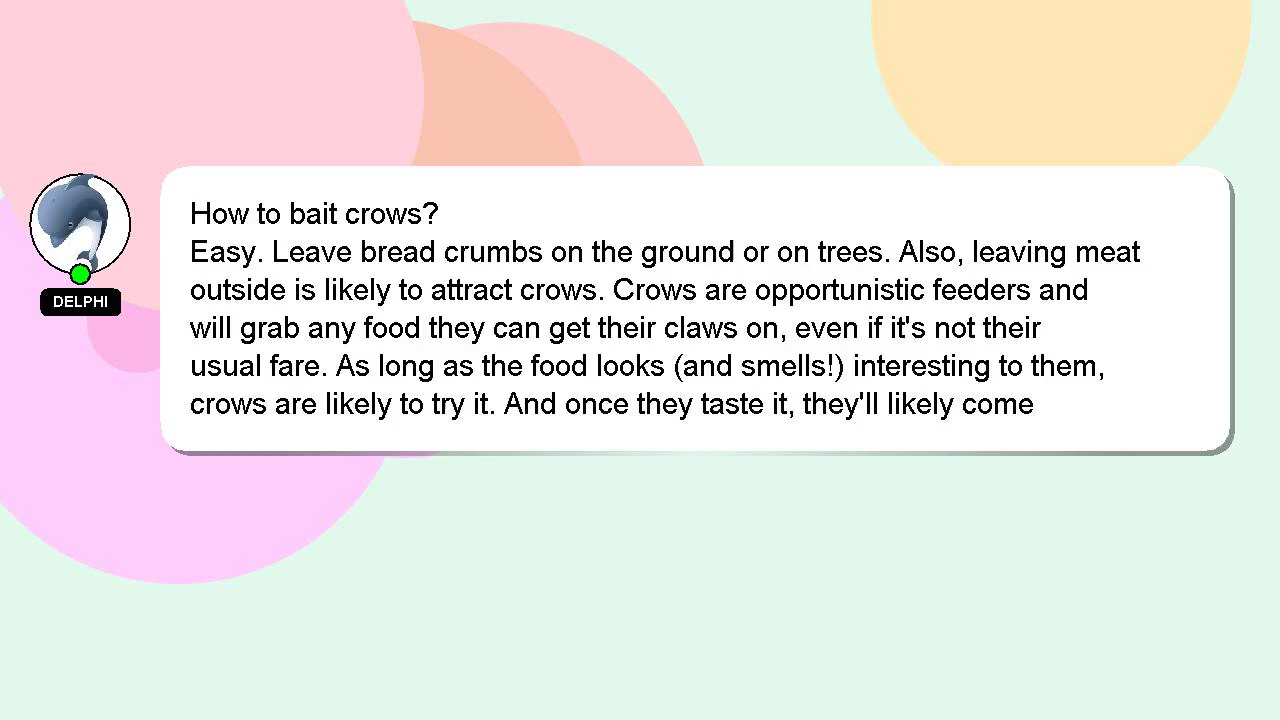 How to bait crows?
Easy. Leave bread crumbs on the ground or on trees. Also, leaving meat
outside is likely to attract crows. Crows are opportunistic feeders and
will grab any food they can get their claws on, even if it's not their
usual fare. As long as the food looks (and smells!) interesting to them,
crows are likely to try it. And once they taste it, they'll likely come
DELPHI